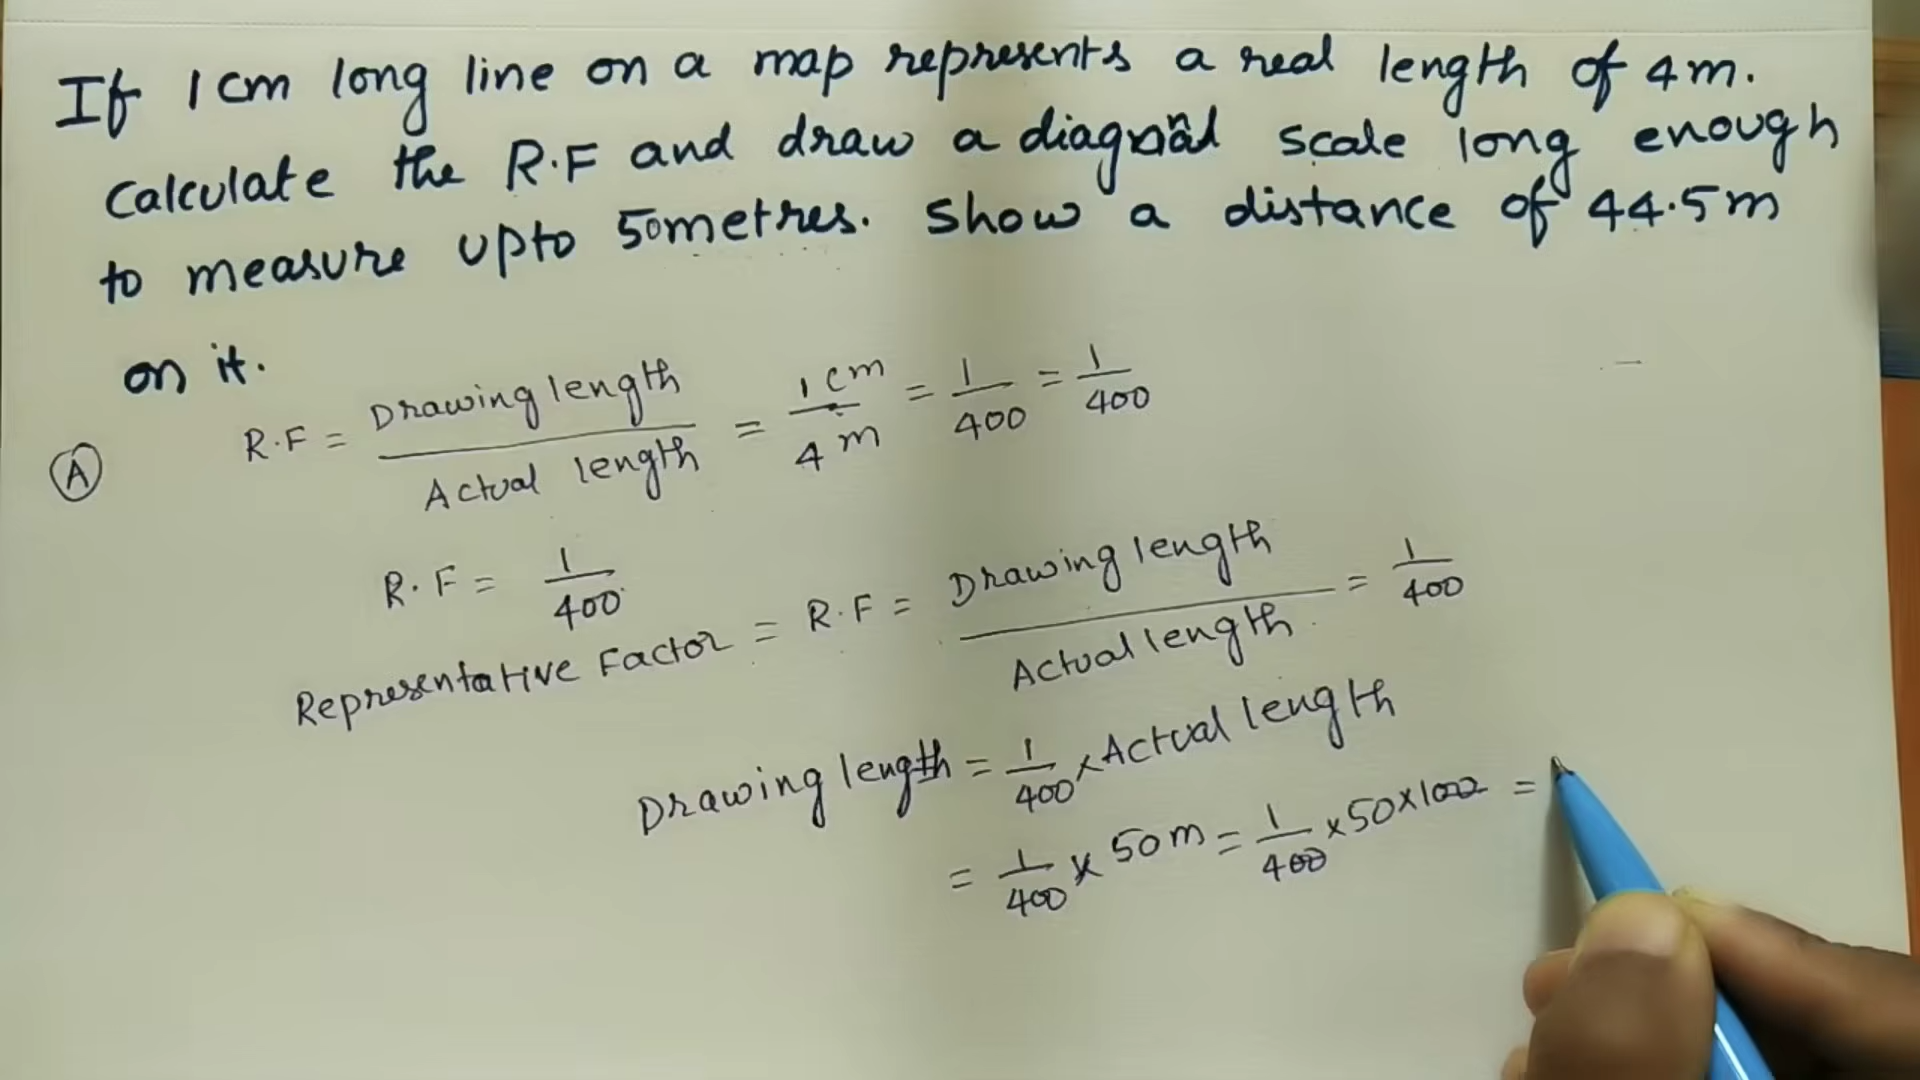 If 1cm long line on a map represents a real length of 4m.
Calculate the R.F and draw a diagonal scale long enough
to measure upto 50metres. Show a distance of 44.5m
on it.
(A) R.F = Drawing length / Actual length = 1cm / 4m = 1/400 = 1/400
R.F = 1/400
Representative Factor = R.F = Drawing length / Actual length = 1/400
Drawing length = 1/400 × Actual length
= 1/400 × 50m = 1/400 × 50×100 =